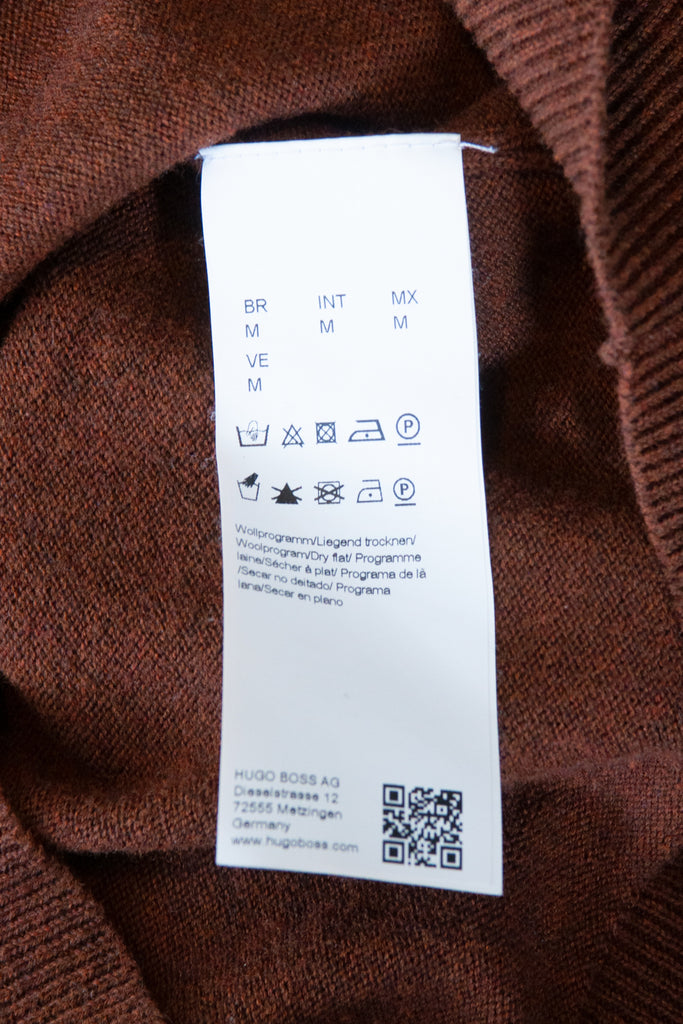 BR INT MX
M M M
VE
M
P
P
Wollprogramm/Liegend trocknen/
Woolprogram/Dry flat/ Programme
laine/Sécher à plat/ Programa de lã
/Secar no deitado/ Programa
lana/Secar en plano
HUGO BOSS AG
Dieselstrasse 12
72555 Metzingen
Germany
www.hugoboss.com